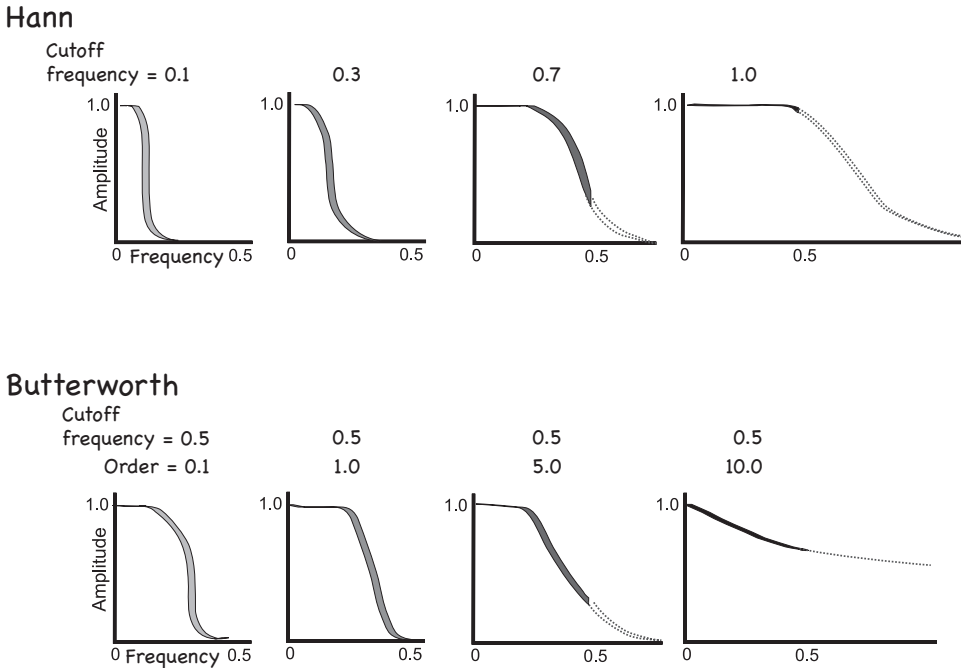 Hann
Cutoff
frequency = 0.1 0.3 0.7 1.0
1.0 1.0 1.0 1.0
Amplitude
0 Frequency 0.5 0 0.5 0 0.5 0 0.5
Butterworth
Cutoff
frequency = 0.5 0.5 0.5 0.5
Order = 0.1 1.0 5.0 10.0
1.0 1.0 1.0 1.0
Amplitude
0 Frequency 0.5 0 0.5 0 0.5 0 0.5